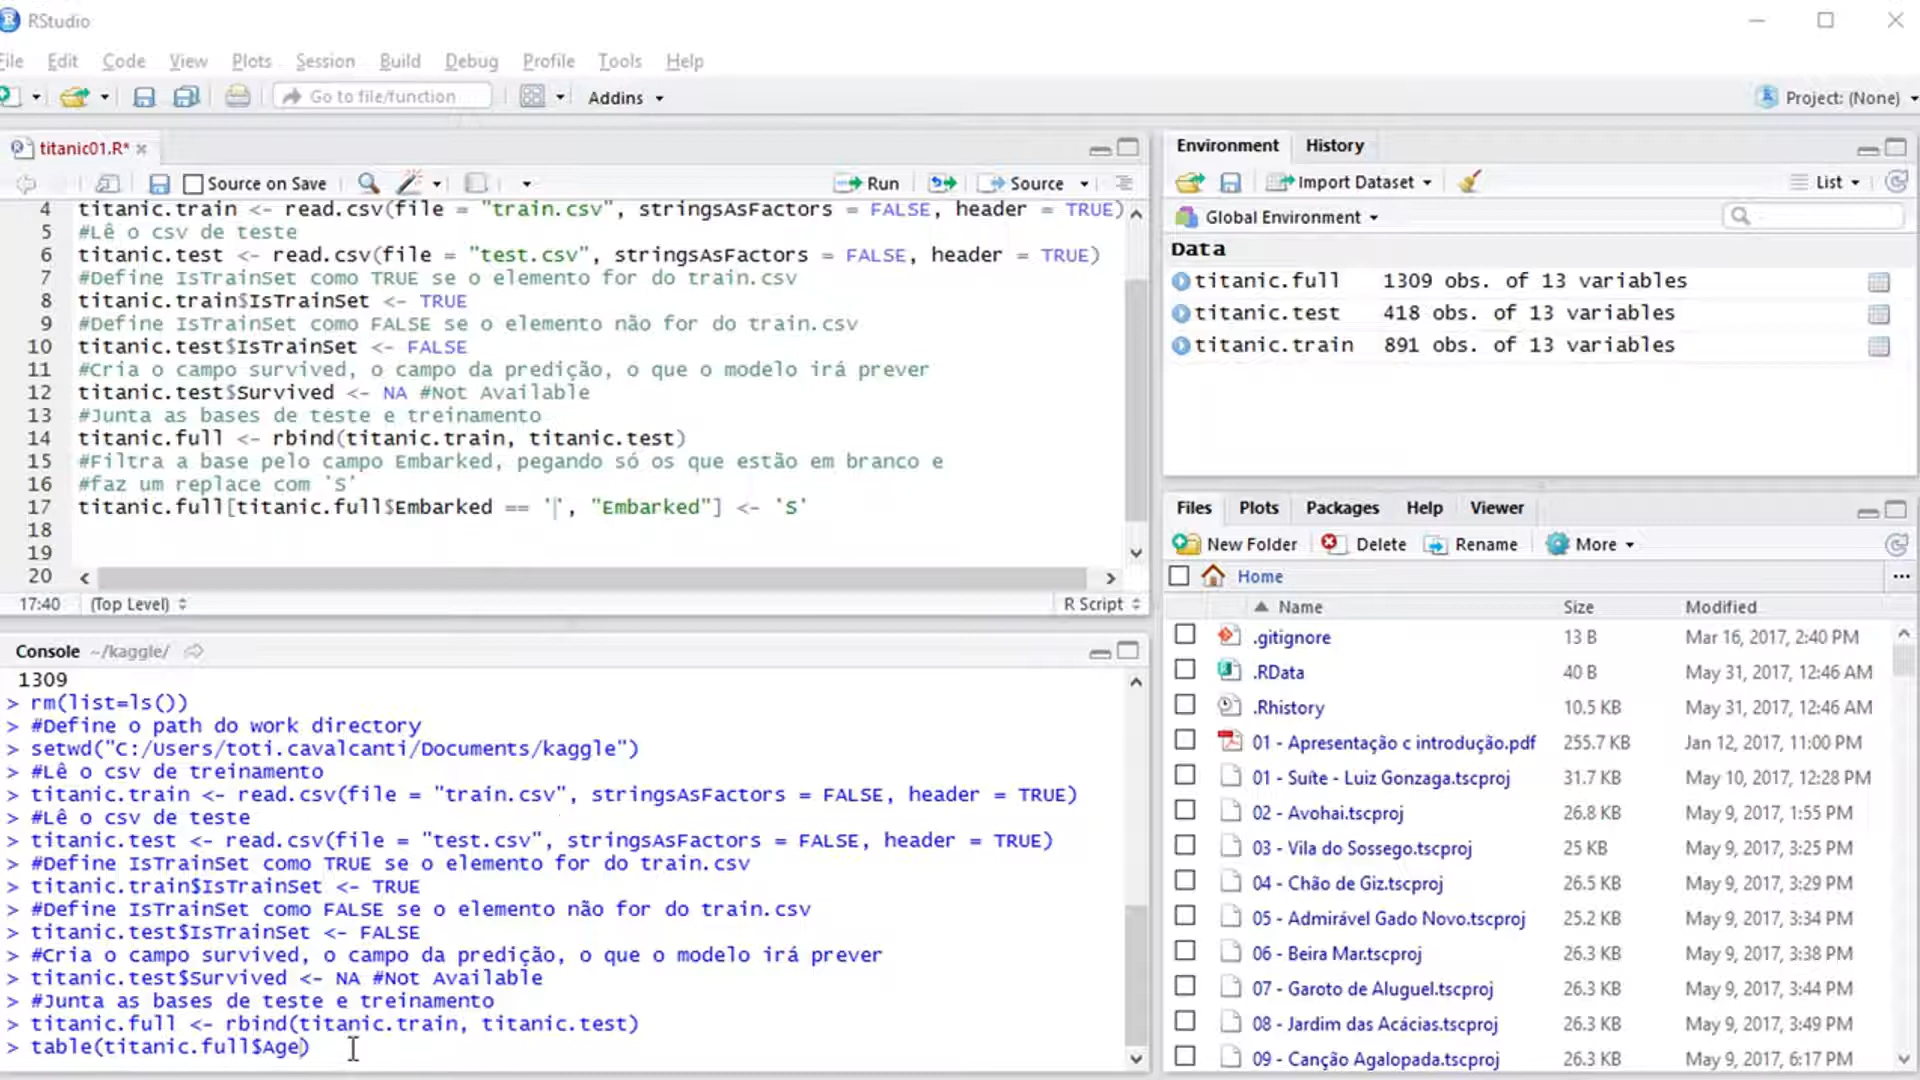 RStudio
File Edit Code View Plots Session Build Debug Profile Tools Help
Go to file/function Addins Project: (None)
titanic01.R*
Source on Save Run Source
4 titanic.train <- read.csv(file = "train.csv", stringsAsFactors = FALSE, header = TRUE)
5 #Lê o csv de teste
6 titanic.test <- read.csv(file = "test.csv", stringsAsFactors = FALSE, header = TRUE)
7 #Define IsTrainSet como TRUE se o elemento for do train.csv
8 titanic.train$IsTrainSet <- TRUE
9 #Define IsTrainSet como FALSE se o elemento não for do train.csv
10 titanic.test$IsTrainSet <- FALSE
11 #Cria o campo survived, o campo da predição, o que o modelo irá prever
12 titanic.test$Survived <- NA #Not Available
13 #Junta as bases de teste e treinamento
14 titanic.full <- rbind(titanic.train, titanic.test)
15 #Filtra a base pelo campo Embarked, pegando só os que estão em branco e
16 #faz um replace com 'S'
17 titanic.full[titanic.full$Embarked == '', "Embarked"] <- 'S'
18
19
20
17:40 (Top Level) R Script
Console ~/kaggle/
1309
> rm(list=ls())
> #Define o path do work directory
> setwd("C:/Users/toti.cavalcanti/Documents/kaggle")
> #Lê o csv de treinamento
> titanic.train <- read.csv(file = "train.csv", stringsAsFactors = FALSE, header = TRUE)
> #Lê o csv de teste
> titanic.test <- read.csv(file = "test.csv", stringsAsFactors = FALSE, header = TRUE)
> #Define IsTrainSet como TRUE se o elemento for do train.csv
> titanic.train$IsTrainSet <- TRUE
> #Define IsTrainSet como FALSE se o elemento não for do train.csv
> titanic.test$IsTrainSet <- FALSE
> #Cria o campo survived, o campo da predição, o que o modelo irá prever
> titanic.test$Survived <- NA #Not Available
> #Junta as bases de teste e treinamento
> titanic.full <- rbind(titanic.train, titanic.test)
> table(titanic.full$Age)
Environment History
Import Dataset List
Global Environment
Data
titanic.full 1309 obs. of 13 variables
titanic.test 418 obs. of 13 variables
titanic.train 891 obs. of 13 variables
Files Plots Packages Help Viewer
New Folder Delete Rename More
Home ...
Name Size Modified
.gitignore 13 B Mar 16, 2017, 2:40 PM
.RData 40 B May 31, 2017, 12:46 AM
.Rhistory 10.5 KB May 31, 2017, 12:46 AM
01 - Apresentação c introdução.pdf 255.7 KB Jan 12, 2017, 11:00 PM
01 - Suíte - Luiz Gonzaga.tscproj 31.7 KB May 10, 2017, 12:28 PM
02 - Avohai.tscproj 26.8 KB May 9, 2017, 1:55 PM
03 - Vila do Sossego.tscproj 25 KB May 9, 2017, 3:25 PM
04 - Chão de Giz.tscproj 26.5 KB May 9, 2017, 3:29 PM
05 - Admirável Gado Novo.tscproj 25.2 KB May 9, 2017, 3:34 PM
06 - Beira Mar.tscproj 26.3 KB May 9, 2017, 3:38 PM
07 - Garoto de Aluguel.tscproj 26.3 KB May 9, 2017, 3:44 PM
08 - Jardim das Acácias.tscproj 26.3 KB May 9, 2017, 3:49 PM
09 - Canção Agalopada.tscproj 26.3 KB May 9, 2017, 6:17 PM